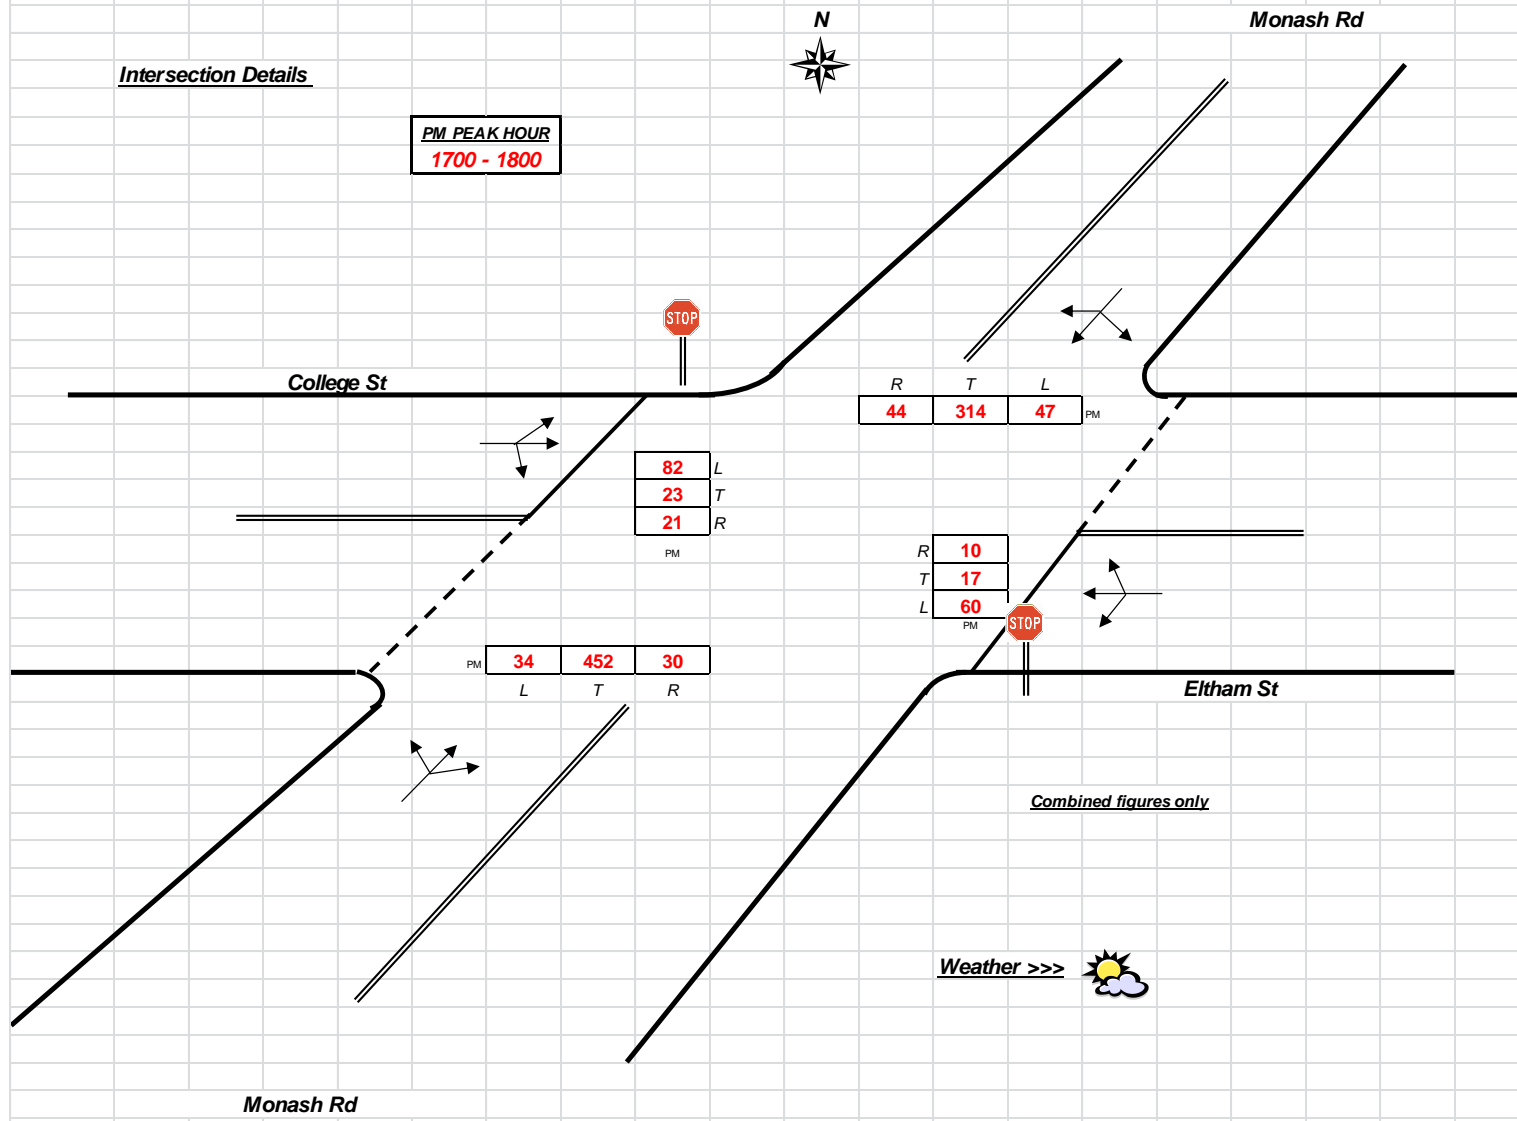 N
Monash Rd
Intersection Details
PM PEAK HOUR
1700 - 1800
STOP
College St
R T L
44 314 47 PM
82 L
23 T
21 R
PM
R 10
T 17
L 60
PM
STOP
PM 34 452 30
L T R
Eltham St
Combined figures only
Weather >>>
Monash Rd